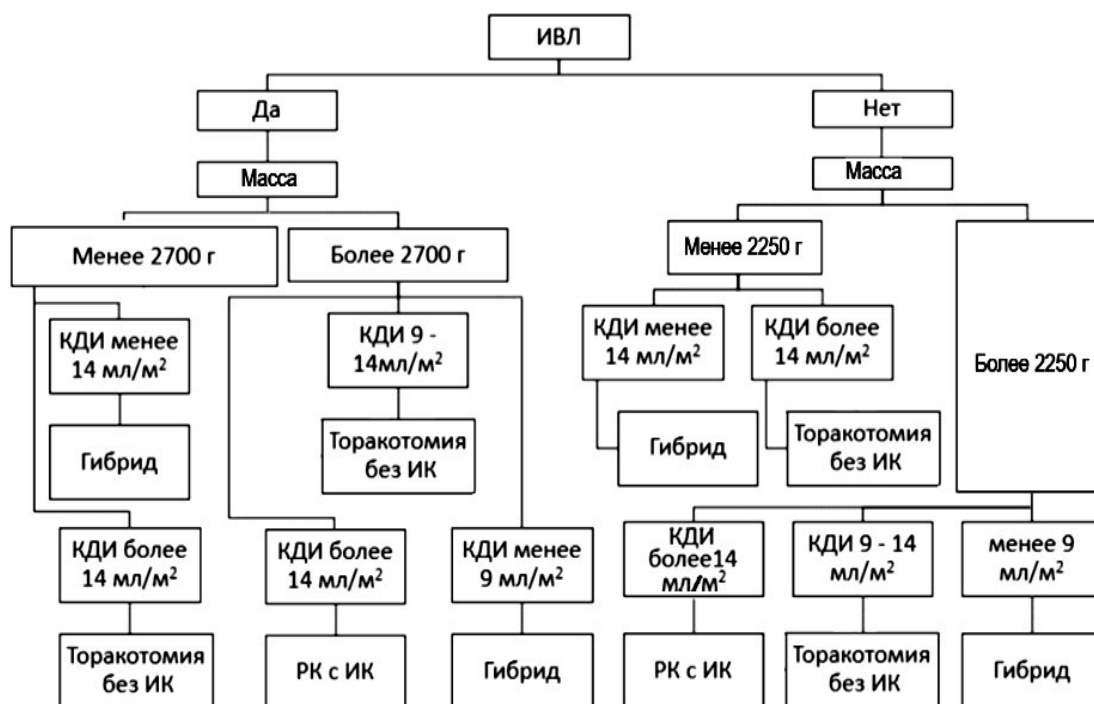 ИВЛ
Да
Нет
Масса
Масса
Менее 2700 г
Более 2700 г
Менее 2250 г
Более 2250 г
КДИ менее
14 мл/м²
КДИ 9 -
14мл/м²
КДИ менее
14 мл/м²
КДИ более
14 мл/м²
Гибрид
Торакотомия
без ИК
Гибрид
Торакотомия
без ИК
КДИ более
14 мл/м²
КДИ более
14 мл/м²
КДИ менее
9 мл/м²
КДИ
более14
мл/м²
КДИ 9 - 14
мл/м²
менее 9
мл/м²
Торакотомия
без ИК
РК с ИК
Гибрид
РК с ИК
Торакотомия
без ИК
Гибрид